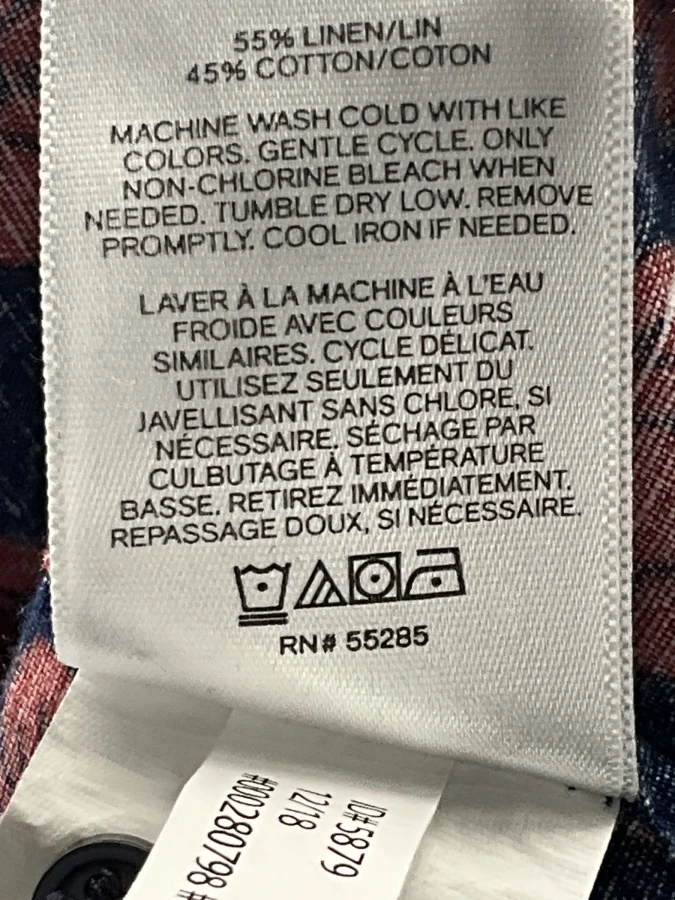 55% LINEN/LIN
45% COTTON/COTON
MACHINE WASH COLD WITH LIKE
COLORS. GENTLE CYCLE. ONLY
NON-CHLORINE BLEACH WHEN
NEEDED. TUMBLE DRY LOW. REMOVE
PROMPTLY. COOL IRON IF NEEDED.
LAVER À LA MACHINE À L'EAU
FROIDE AVEC COULEURS
SIMILAIRES. CYCLE DÉLICAT.
UTILISEZ SEULEMENT DU
JAVELLISANT SANS CHLORE, SI
NÉCESSAIRE. SÉCHAGE PAR
CULBUTAGE À TEMPÉRATURE
BASSE. RETIREZ IMMÉDIATEMENT.
REPASSAGE DOUX, SI NÉCESSAIRE.
RN# 55285
ID#5879
12/18
#000280798#